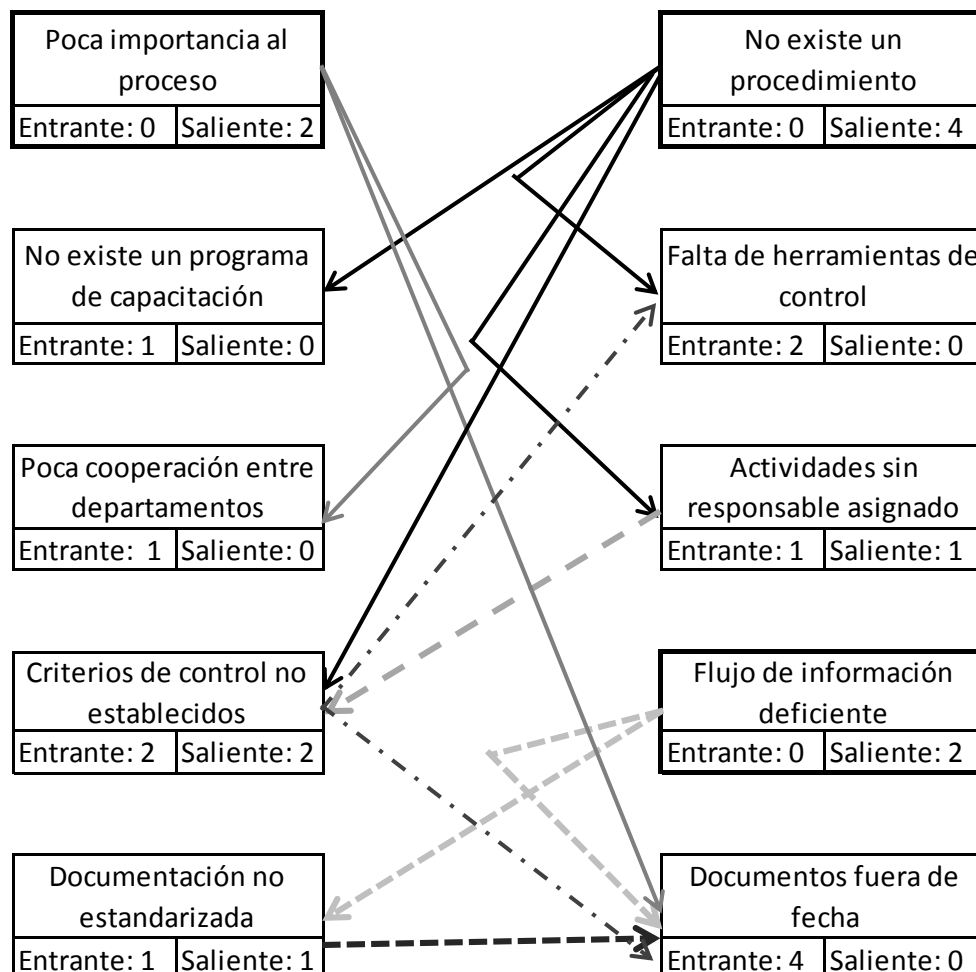 Poca importancia al
proceso
Entrante: 0 Saliente: 2
No existe un
procedimiento
Entrante: 0 Saliente: 4
No existe un programa
de capacitación
Entrante: 1 Saliente: 0
Falta de herramientas de
control
Entrante: 2 Saliente: 0
Poca cooperación entre
departamentos
Entrante: 1 Saliente: 0
Actividades sin
responsable asignado
Entrante: 1 Saliente: 1
Criterios de control no
establecidos
Entrante: 2 Saliente: 2
Flujo de información
deficiente
Entrante: 0 Saliente: 2
Documentación no
estandarizada
Entrante: 1 Saliente: 1
Documentos fuera de
fecha
Entrante: 4 Saliente: 0